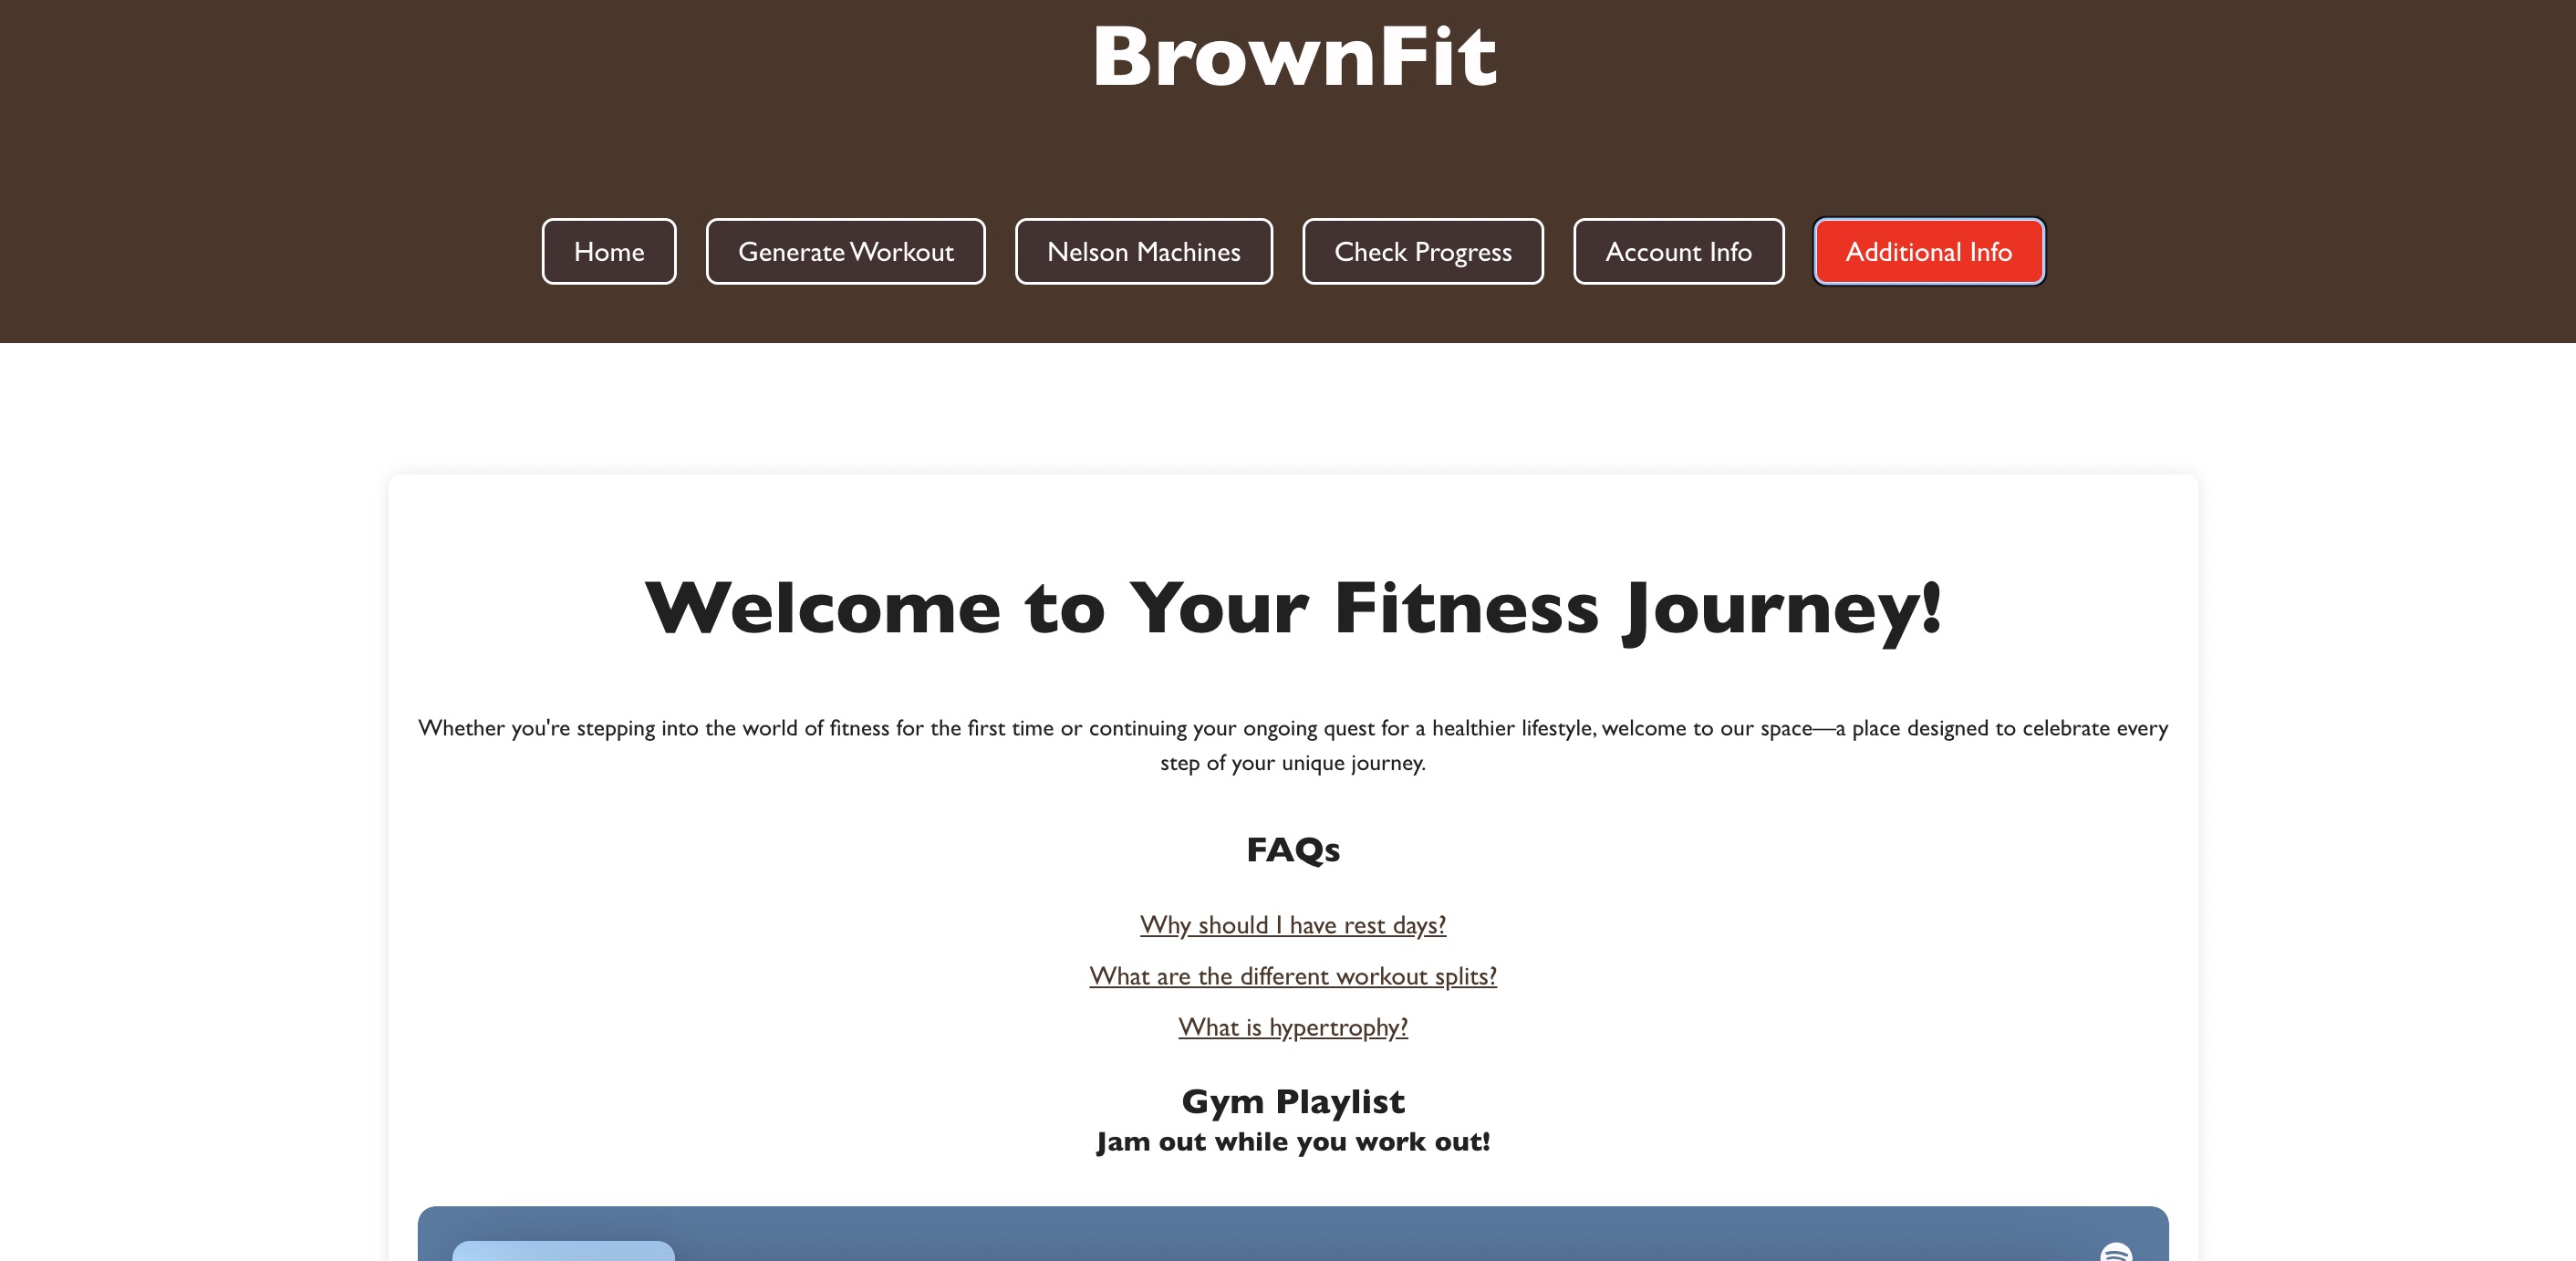 BrownFit
Home
Generate Workout
Nelson Machines
Check Progress
Account Info
Additional Info
Welcome to Your Fitness Journey!
Whether you're stepping into the world of fitness for the first time or continuing your ongoing quest for a healthier lifestyle, welcome to our space—a place designed to celebrate every
step of your unique journey.
FAQs
Why should I have rest days?
What are the different workout splits?
What is hypertrophy?
Gym Playlist
Jam out while you work out!